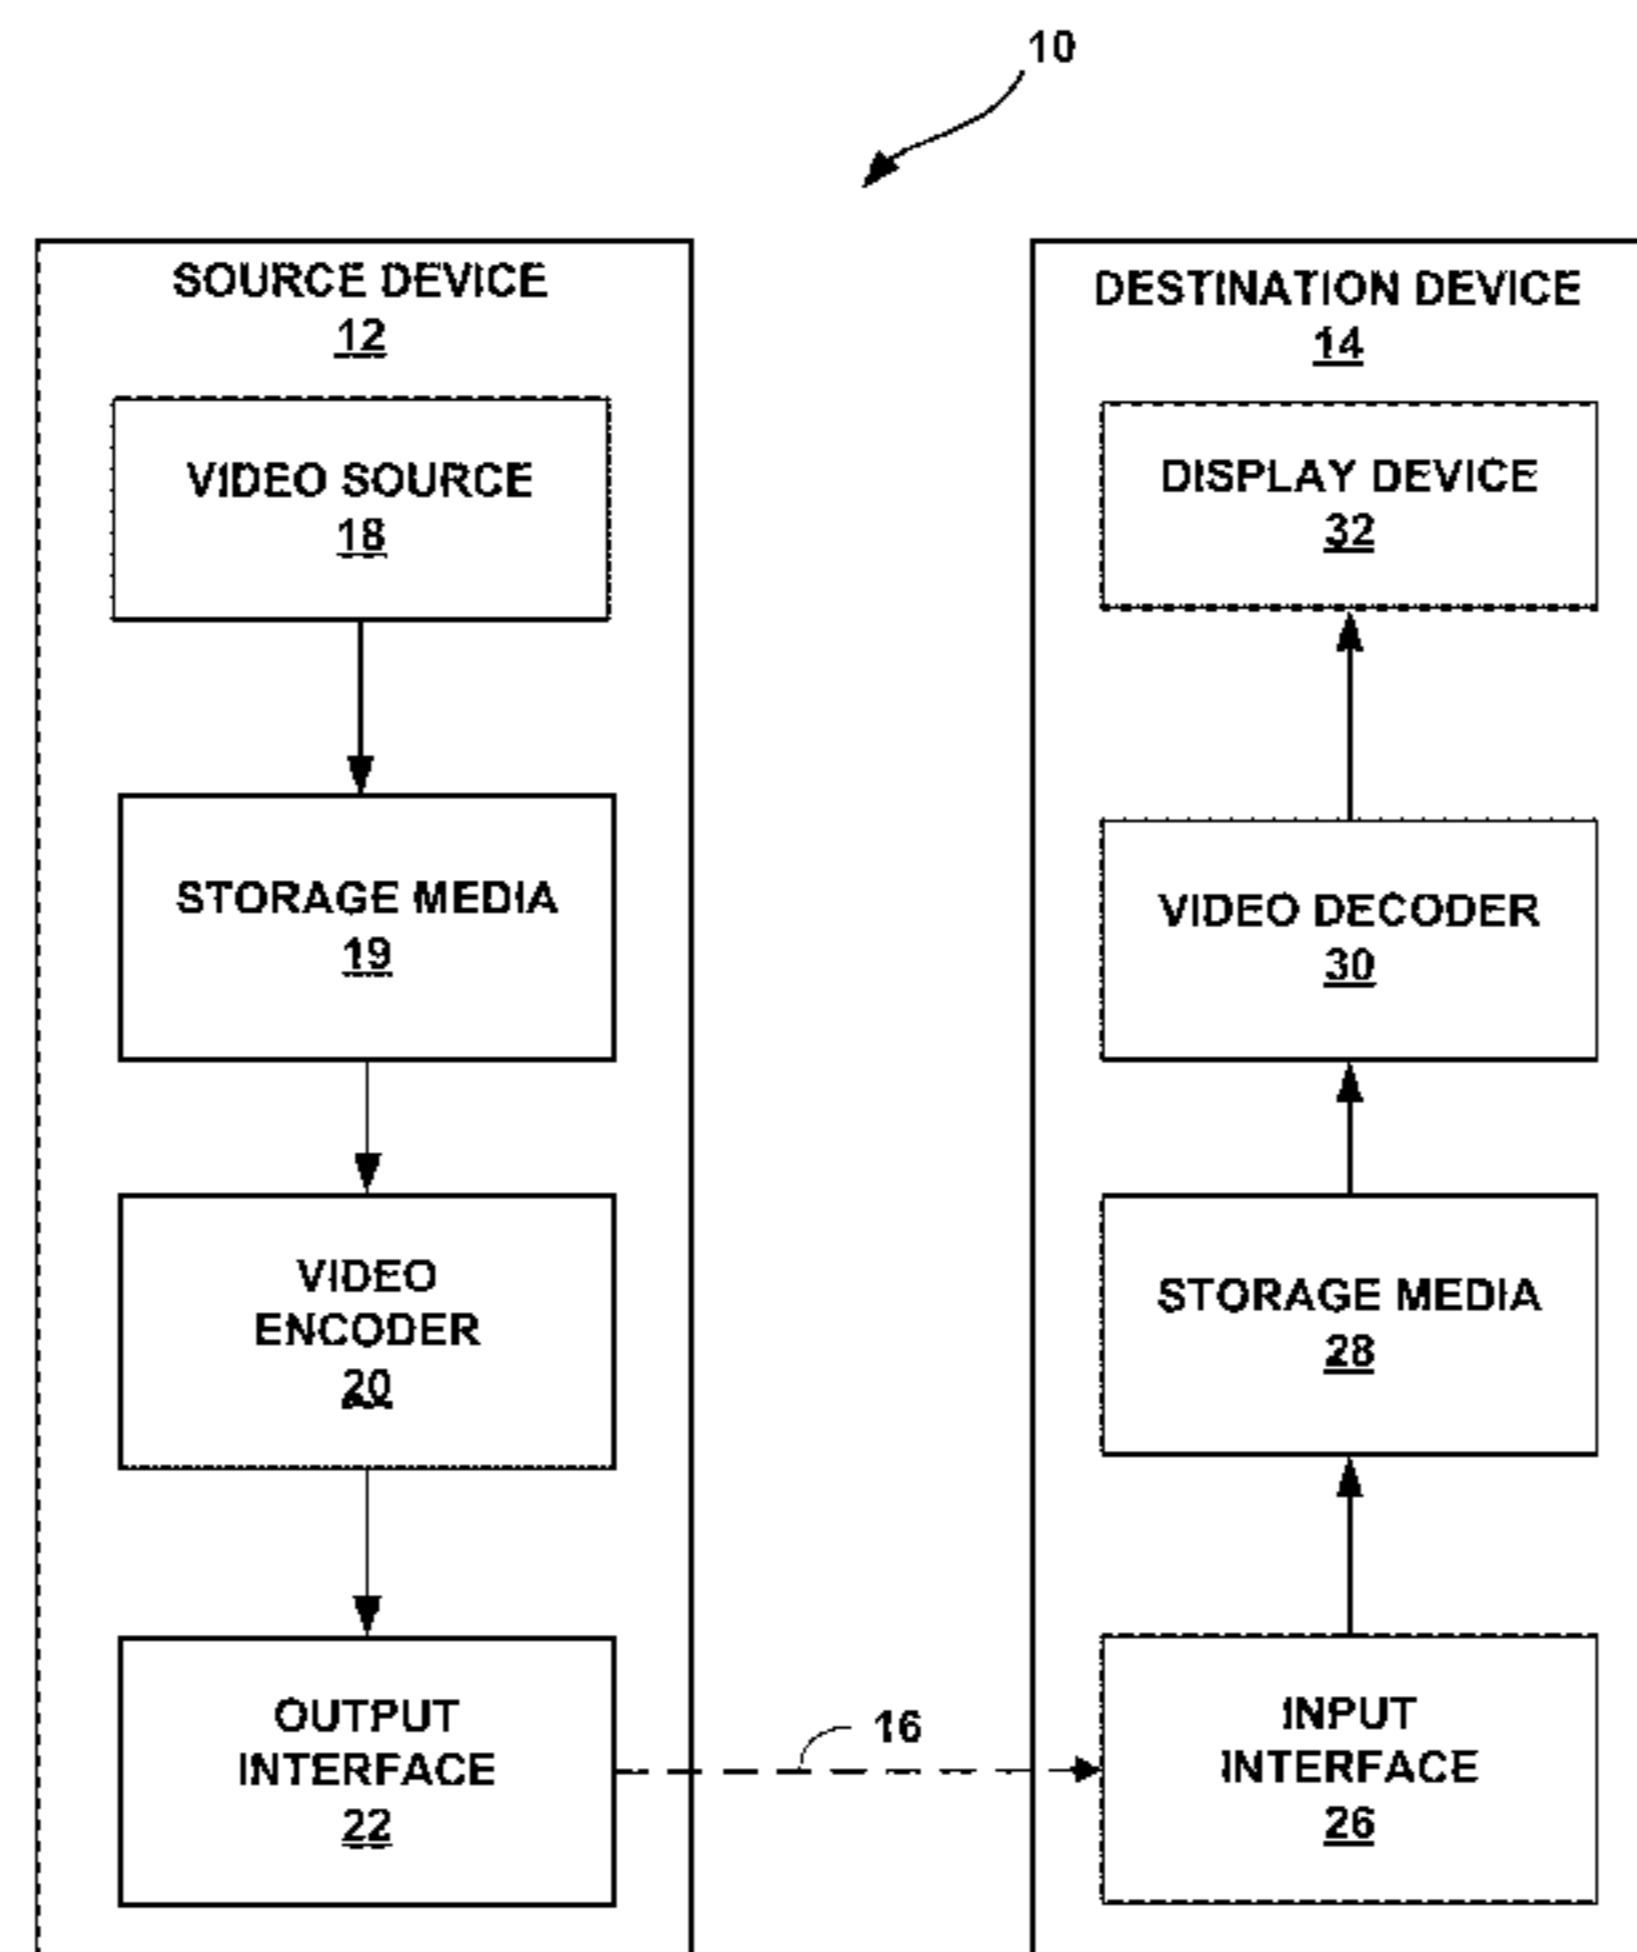 10
SOURCE DEVICE
12
VIDEO SOURCE
18
STORAGE MEDIA
19
VIDEO
ENCODER
20
OUTPUT
INTERFACE
22
16
DESTINATION DEVICE
14
DISPLAY DEVICE
32
VIDEO DECODER
30
STORAGE MEDIA
28
INPUT
INTERFACE
26